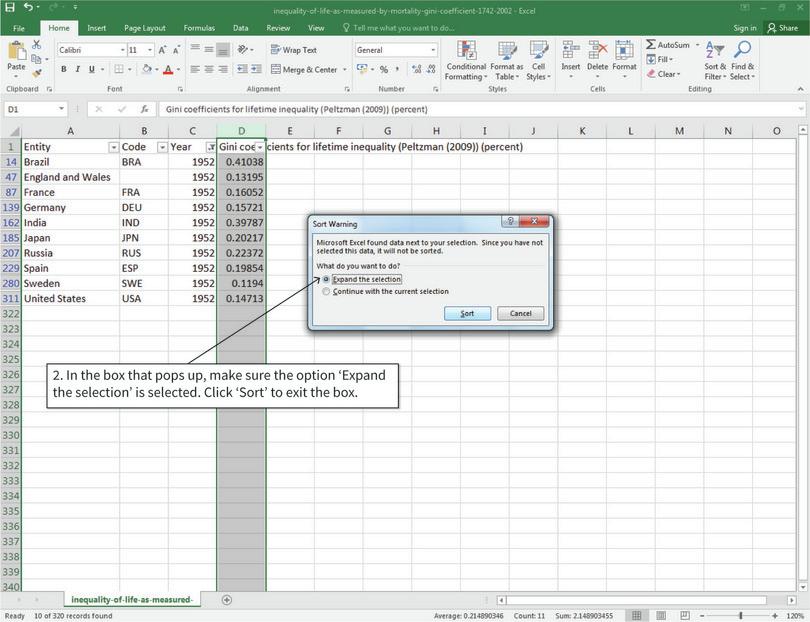 inequality-of-life-as-measured-by-mortality-gini-coefficient-1742-2002 - Excel
File Home Insert Page Layout Formulas Data Review View Tell me what you want to do... Sign in Share
Paste
Calibri 11 A A
B I U A
Wrap Text
Merge & Center
General
% ,
Conditional Formatting
Format as Table
Cell Styles
Insert Delete Format
AutoSum
Fill
Clear
Sort & Filter
Find & Select
Clipboard Font Alignment Number Styles Cells Editing
D1 fx Gini coefficients for lifetime inequality (Peltzman (2009)) (percent)
A B C D E F G H I J K L M N O
1 Entity Code Year Gini coefficients for lifetime inequality (Peltzman (2009)) (percent)
14 Brazil BRA 1952 0.41038
47 England and Wales 1952 0.13195
87 France FRA 1952 0.16052
139 Germany DEU 1952 0.15721
162 India IND 1952 0.39787
185 Japan JPN 1952 0.20217
207 Russia RUS 1952 0.22372
229 Spain ESP 1952 0.19854
280 Sweden SWE 1952 0.1194
311 United States USA 1952 0.14713
322
323
324
325
326
327
328
329
330
331
332
333
334
335
336
337
338
339
340
Sort Warning
Microsoft Excel found data next to your selection. Since you have not
selected this data, it will not be sorted.
What do you want to do?
Expand the selection
Continue with the current selection
Sort Cancel
2. In the box that pops up, make sure the option ‘Expand
the selection’ is selected. Click ‘Sort’ to exit the box.
inequality-of-life-as-measured-
Ready 10 of 320 records found Average: 0.214890346 Count: 11 Sum: 2.148903455 120%